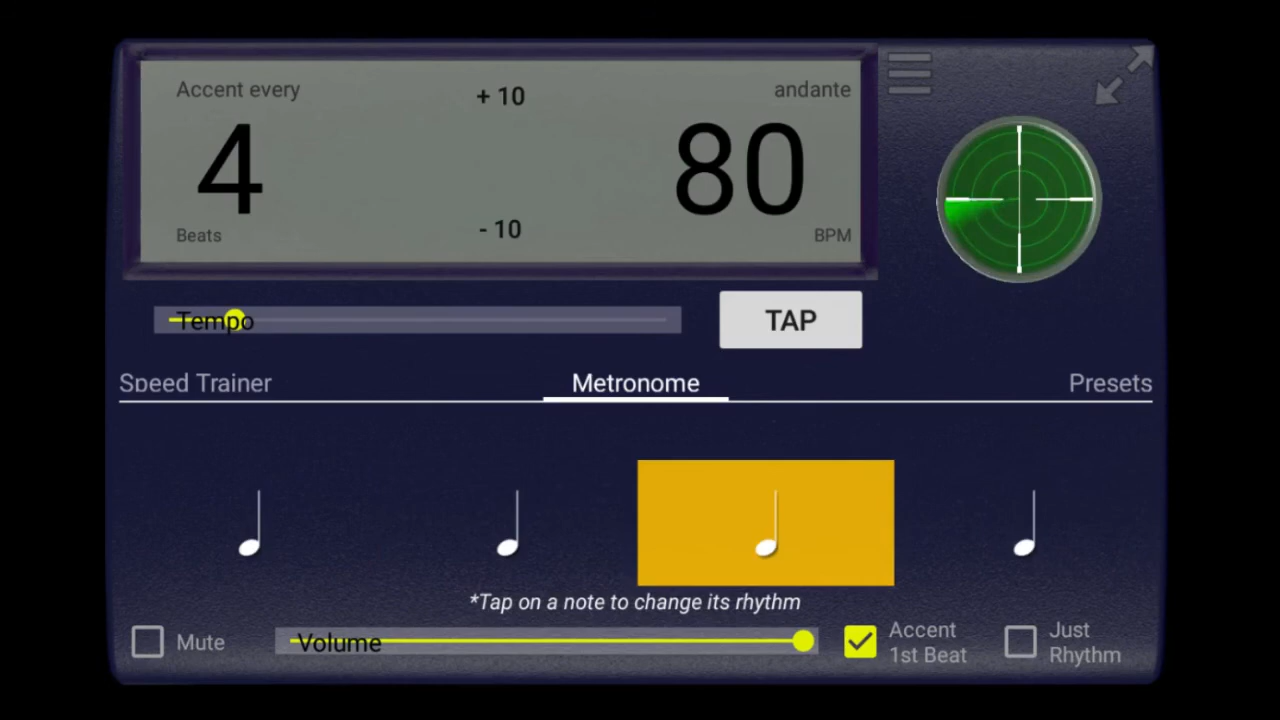 Accent every
+ 10
andante
4
80
Beats
- 10
BPM
Tempo
TAP
Speed Trainer
Metronome
Presets
*Tap on a note to change its rhythm
Mute
Volume
Accent
1st Beat
Just
Rhythm